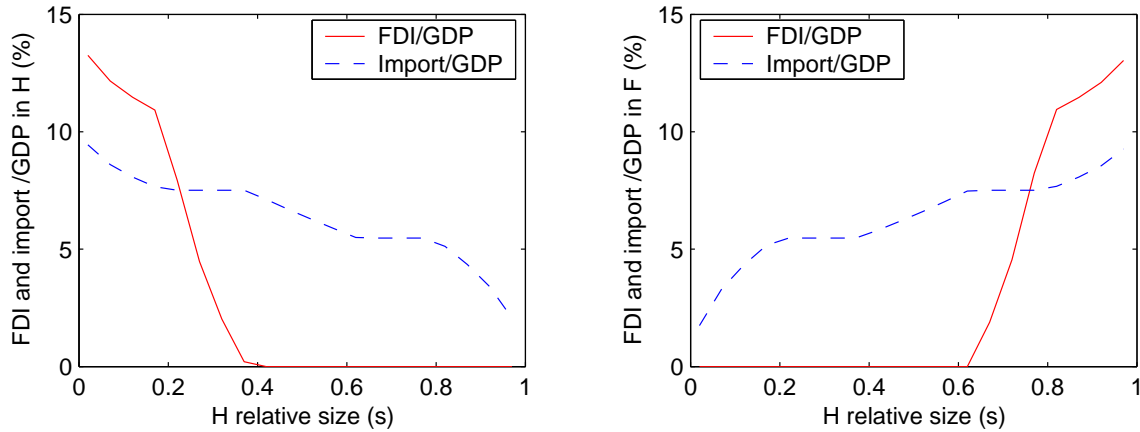 15
10
5
0
FDI and import /GDP in H (%)
FDI/GDP
Import/GDP
0
0.2
0.4
0.6
0.8
1
H relative size (s)
15
10
5
0
FDI and import /GDP in F (%)
FDI/GDP
Import/GDP
0
0.2
0.4
0.6
0.8
1
H relative size (s)